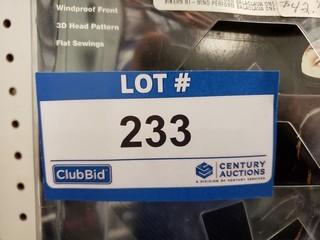 Windproof Front
3D Head Pattern
Flat Sewings
LOT #
233
ClubBid
CENTURY
AUCTIONS
A DIVISION OF CENTURY SERVICES